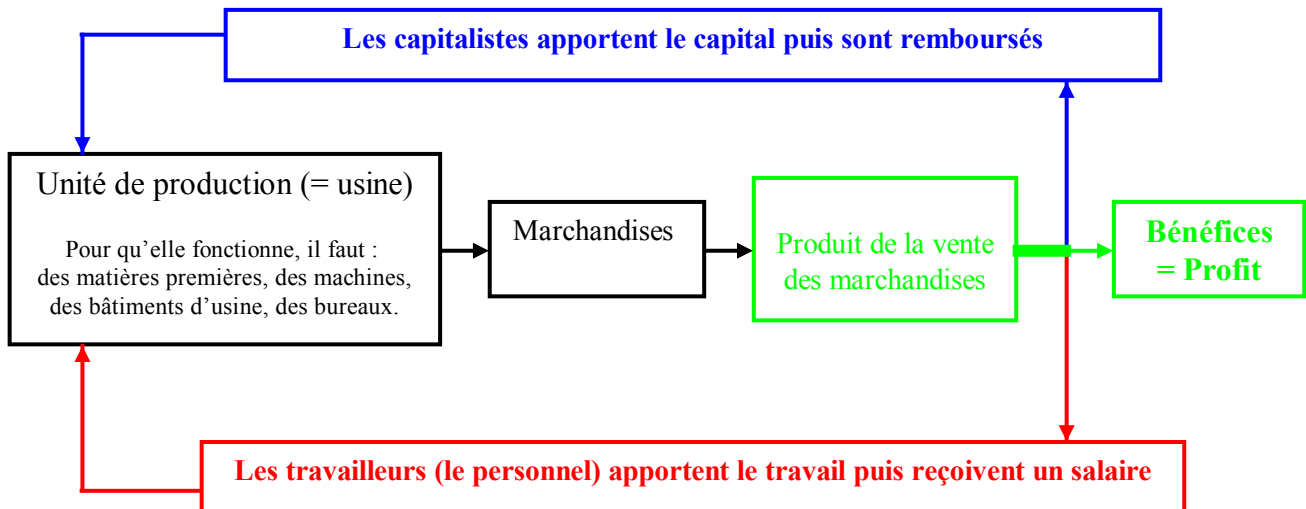 Les capitalistes apportent le capital puis sont remboursés
Unité de production (= usine)
Pour qu’elle fonctionne, il faut :
des matières premières, des machines,
des bâtiments d’usine, des bureaux.
Marchandises
Produit de la vente
des marchandises
Bénéfices
= Profit
Les travailleurs (le personnel) apportent le travail puis reçoivent un salaire